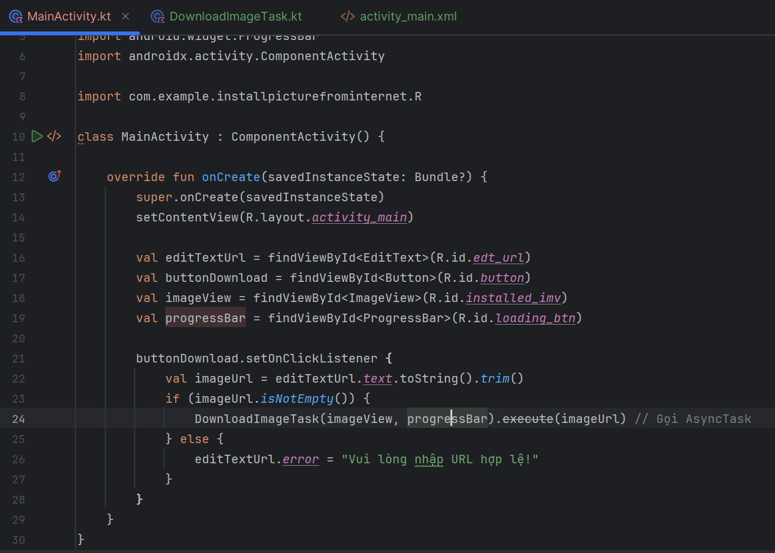 MainActivity.kt
DownloadImageTask.kt
</> activity_main.xml
5 import android.widget.ProgressBar
6 import androidx.activity.ComponentActivity
7
8 import com.example.installpicturefrominternet.R
9
10 </> class MainActivity : ComponentActivity() {
11
12 override fun onCreate(savedInstanceState: Bundle?) {
13 super.onCreate(savedInstanceState)
14 setContentView(R.layout.activity_main)
15
16 val editTextUrl = findViewById<EditText>(R.id.edt_url)
17 val buttonDownload = findViewById<Button>(R.id.button)
18 val imageView = findViewById<ImageView>(R.id.installed_imv)
19 val progressBar = findViewById<ProgressBar>(R.id.loading_btn)
20
21 buttonDownload.setOnClickListener {
22 val imageUrl = editTextUrl.text.toString().trim()
23 if (imageUrl.isNotEmpty()) {
24 DownloadImageTask(imageView, progressBar).execute(imageUrl) // Gọi AsyncTask
25 } else {
26 editTextUrl.error = "Vui lòng nhập URL hợp lệ!"
27 }
28 }
29 }
30 }